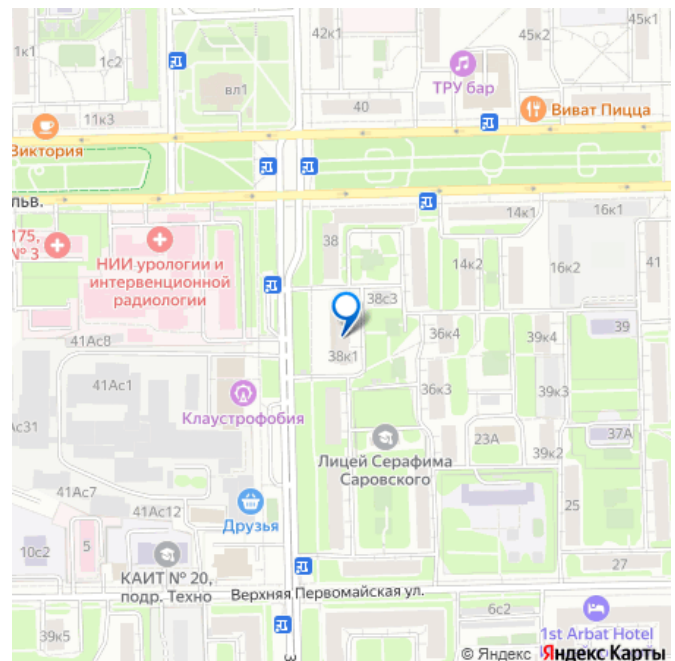 42к1
45к2
45к1
1к1
1с2
ТРУ бар
вл1
40
Виват Пицца
11к3
Виктория
льв.
14к1
16к1
175,
№ 3
НИИ урологии и
интервенционной
радиологии
38
14к2
16к2
41
38с3
39
41Ас8
38к1
36к4
39к4
41Ас1
36к3
39к3
Клаустрофобия
Ас31
37А
23А
39к2
Лицей Серафима
Саровского
41Ас7
41Ас12
25
Друзья
10с2
5
27
КАИТ № 20,
подр. Техно
Верхняя Первомайская ул.
6с2
39к5
З
1st Arbat Hotel
© Яндекс Яндекс Карты